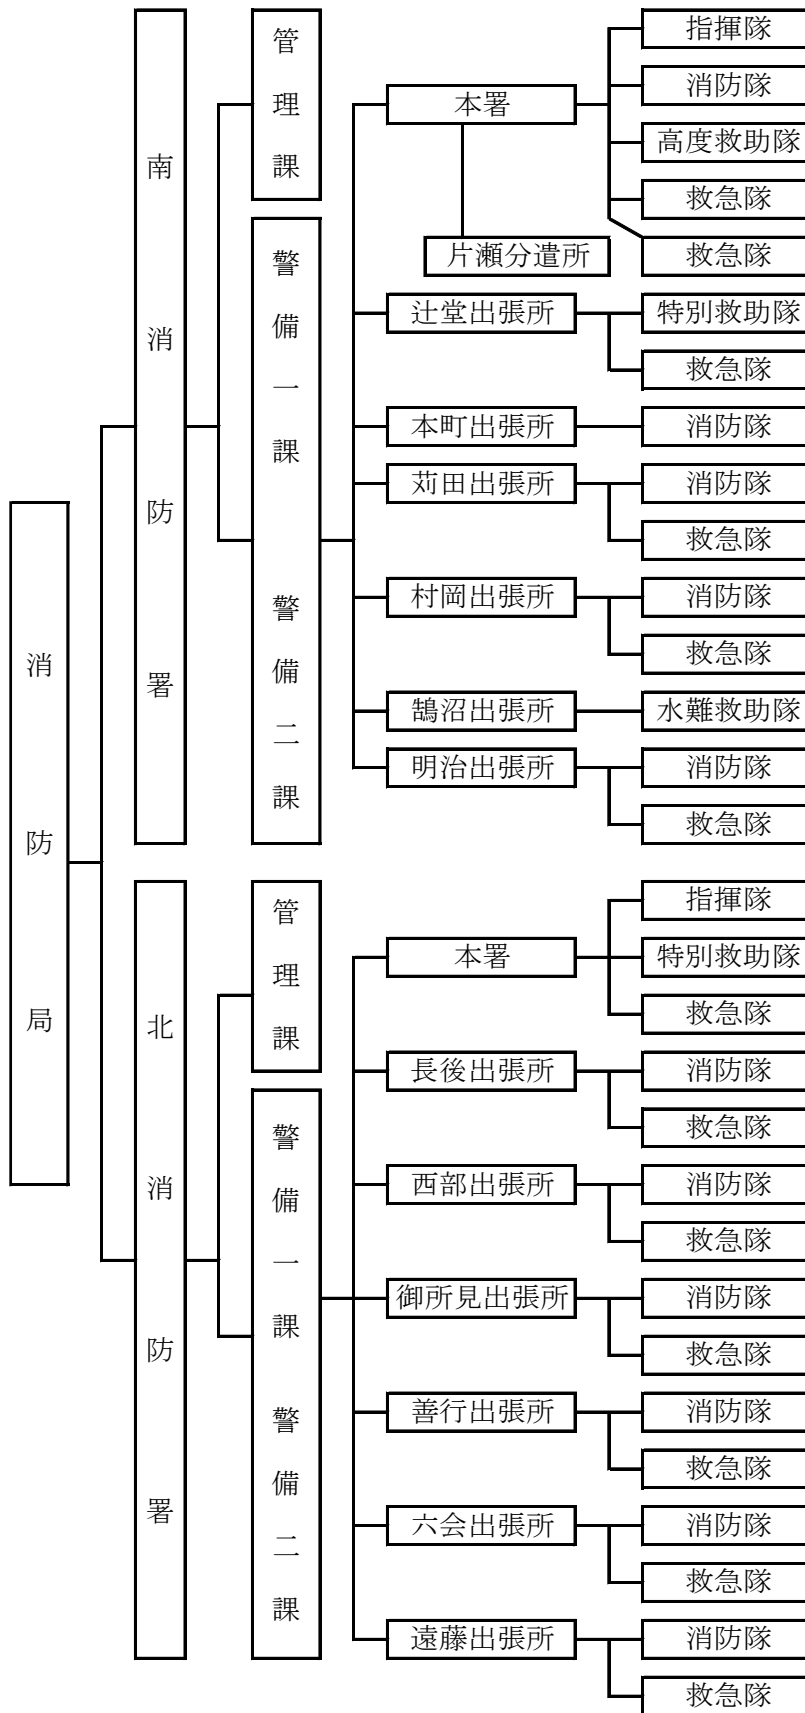 消防局
南消防署
管理課
警備一課 警備二課
本署
指揮隊
消防隊
高度救助隊
救急隊
片瀬分遣所
救急隊
辻堂出張所
特別救助隊
救急隊
本町出張所
消防隊
苅田出張所
消防隊
救急隊
村岡出張所
消防隊
救急隊
鵠沼出張所
水難救助隊
明治出張所
消防隊
救急隊
北消防署
管理課
警備一課 警備二課
本署
指揮隊
特別救助隊
救急隊
長後出張所
消防隊
救急隊
西部出張所
消防隊
救急隊
御所見出張所
消防隊
救急隊
善行出張所
消防隊
救急隊
六会出張所
消防隊
救急隊
遠藤出張所
消防隊
救急隊